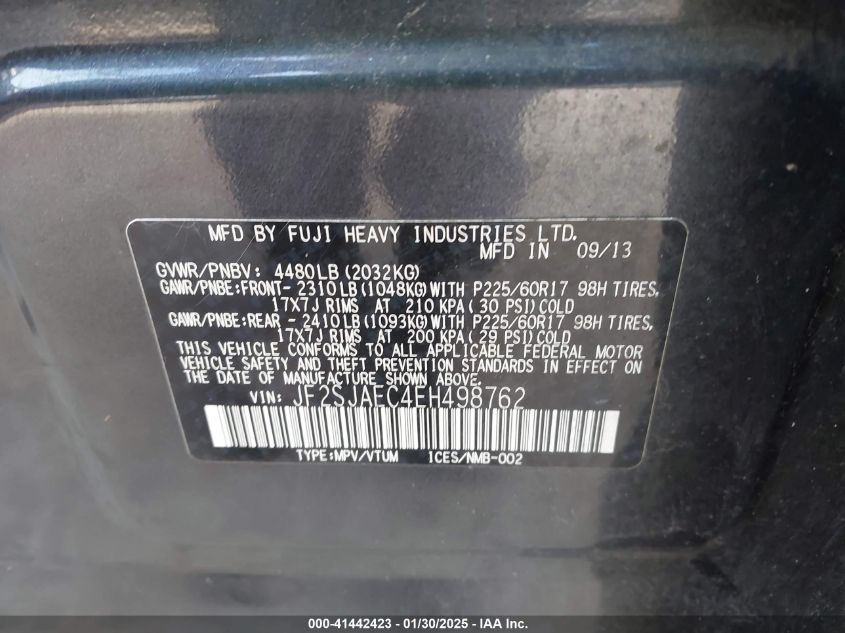 MFD BY FUJI HEAVY INDUSTRIES LTD.
MFD IN 09/13
GVWR/PNBV: 4480LB(2032KG)
GAWR/PNBE:FRONT- 2310LB(1048KG)WITH P225/60R17 98H TIRES,
17X7J RIMS AT 210 KPA(30 PSI)COLD
GAWR/PNBE:REAR - 2410LB(1093KG)WITH P225/60R17 98H TIRES,
17X7J RIMS AT 200 KPA(29 PSI)COLD
THIS VEHICLE CONFORMS TO ALL APPLICABLE FEDERAL MOTOR
VEHICLE SAFETY AND THEFT PREVENTION STANDARDS IN EFFECT ON
THE DATE OF MANUFACTURE SHOWN ABOVE.
VIN: JF2SJAEC4EH498762
TYPE:MPV/VTUM ICES/NMB-002
000-41442423 - 01/30/2025 - IAA Inc.